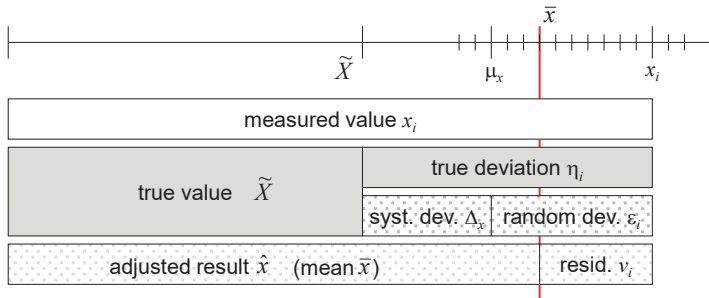 x̅
X̃ μₓ xᵢ
measured value xᵢ
true value X̃
true deviation ηᵢ
syst. dev. Δₓ random dev. εᵢ
adjusted result x̂ (mean x̅) resid. vᵢ